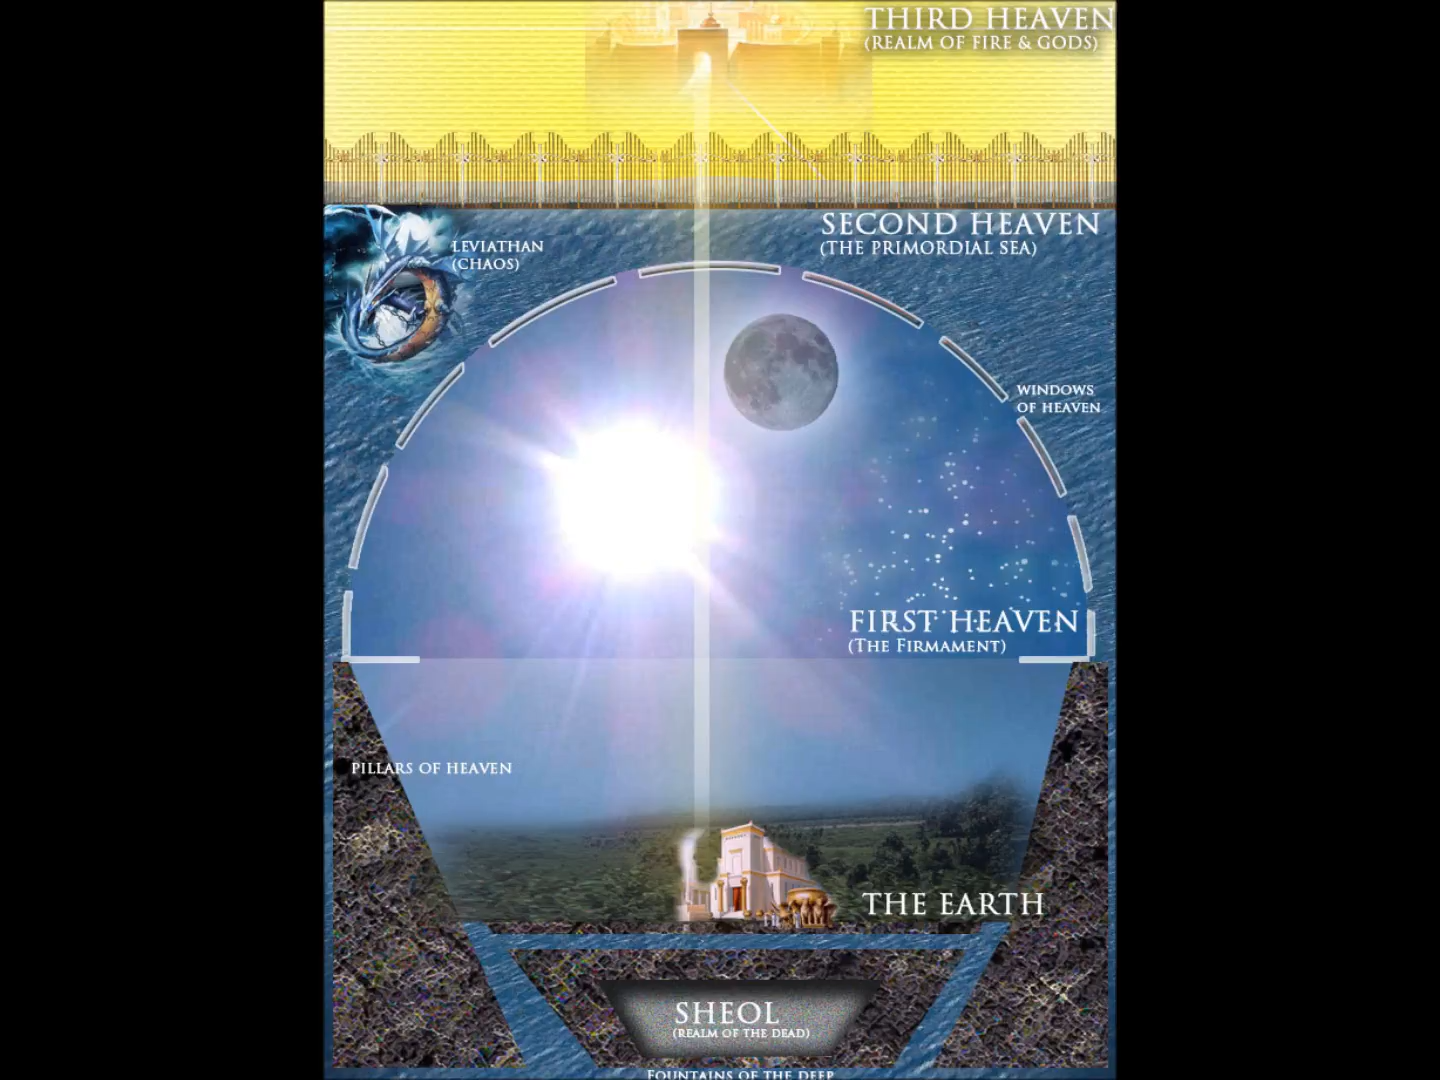 THIRD HEAVEN
(REALM OF FIRE & GODS)
SECOND HEAVEN
(THE PRIMORDIAL SEA)
LEVIATHAN
(CHAOS)
WINDOWS
OF HEAVEN
FIRST HEAVEN
(THE FIRMAMENT)
PILLARS OF HEAVEN
THE EARTH
SHEOL
(REALM OF THE DEAD)
FOUNTAINS OF THE DEEP